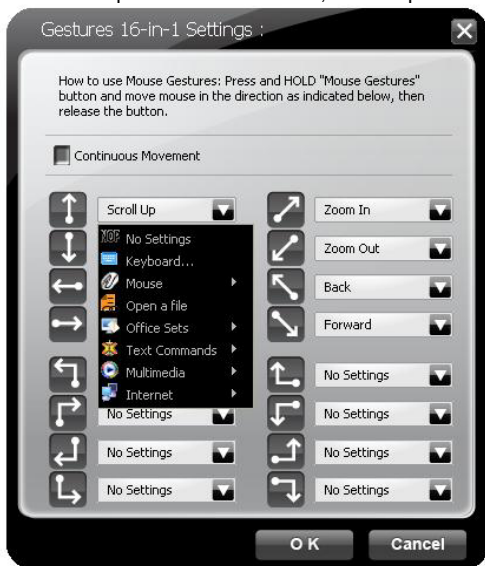 Gestures 16-in-1 Settings :
How to use Mouse Gestures: Press and HOLD "Mouse Gestures"
button and move mouse in the direction as indicated below, then
release the button.
Continuous Movement
Scroll Up
Zoom In
NOP No Settings
Keyboard...
Zoom Out
Mouse
Back
Open a file
Office Sets
Forward
Text Commands
Multimedia
No Settings
Internet
No Settings
No Settings
No Settings
No Settings
No Settings
No Settings
OK
Cancel